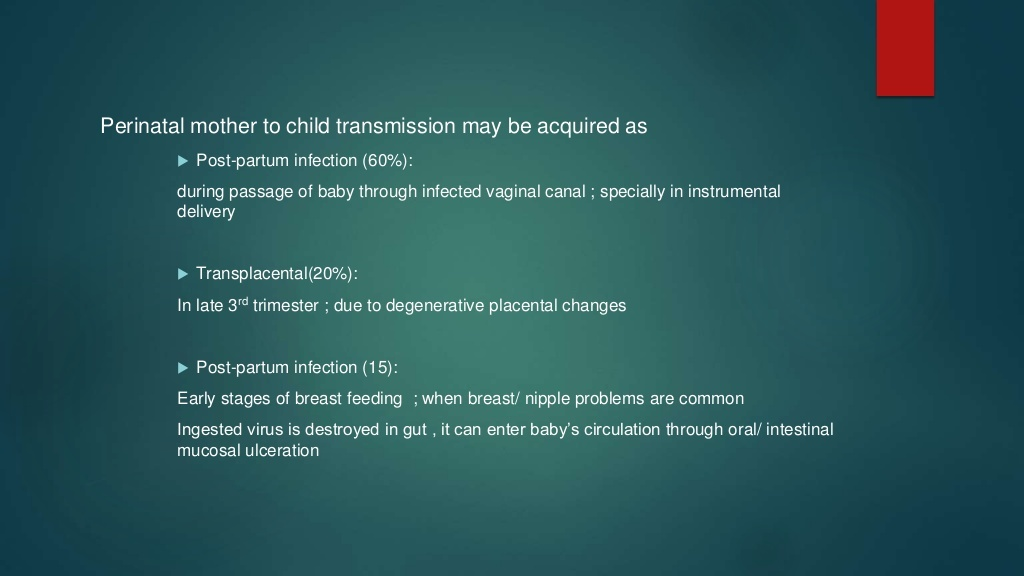 Perinatal mother to child transmission may be acquired as
Post-partum infection (60%):
during passage of baby through infected vaginal canal ; specially in instrumental
delivery
Transplacental(20%):
In late 3rd trimester ; due to degenerative placental changes
Post-partum infection (15):
Early stages of breast feeding  ; when breast/ nipple problems are common
Ingested virus is destroyed in gut , it can enter baby’s circulation through oral/ intestinal
mucosal ulceration